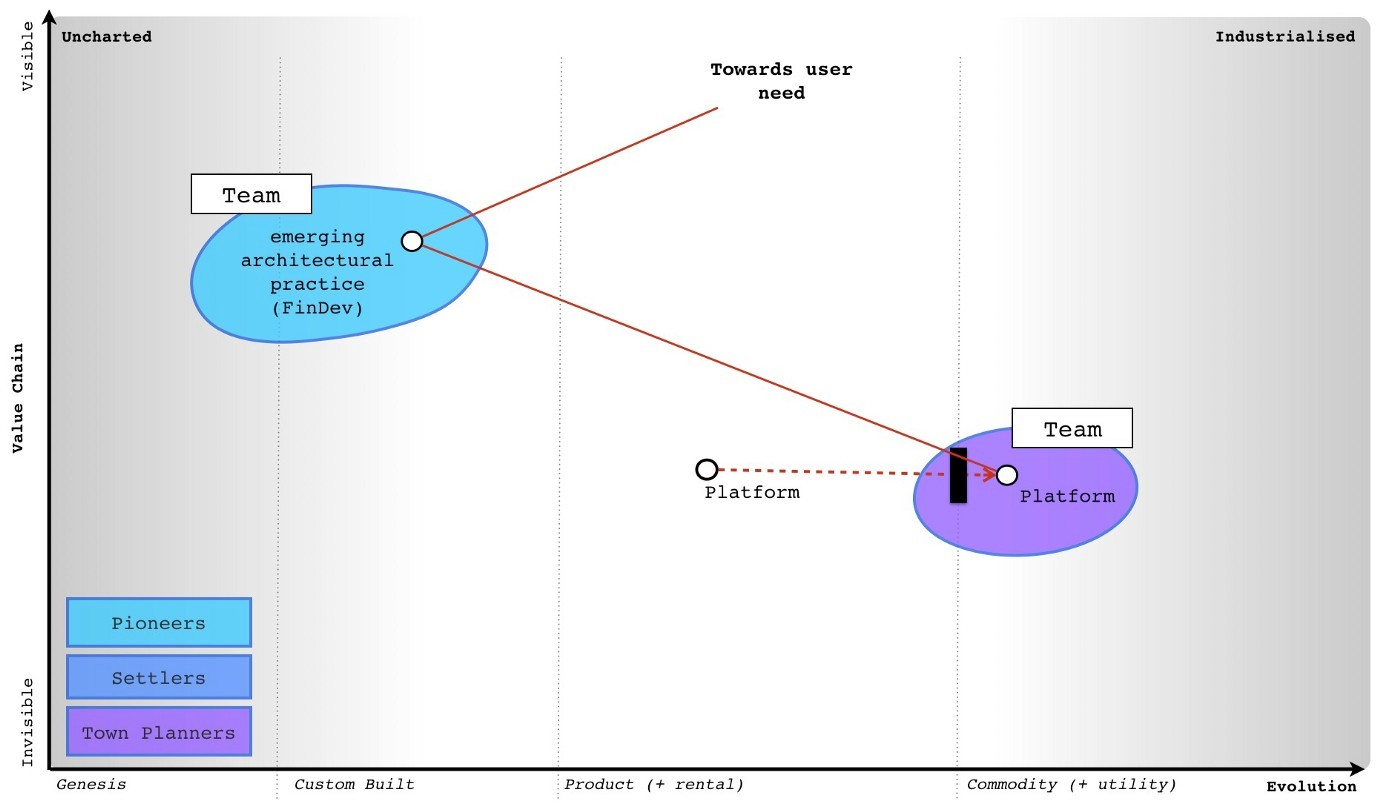 Visible
Uncharted
Industrialised
Towards user
need
Team
emerging
architectural
practice
(FinDev)
Value Chain
Team
Platform
Platform
Pioneers
Settlers
Town Planners
Invisible
Genesis
Custom Built
Product (+ rental)
Commodity (+ utility)
Evolution